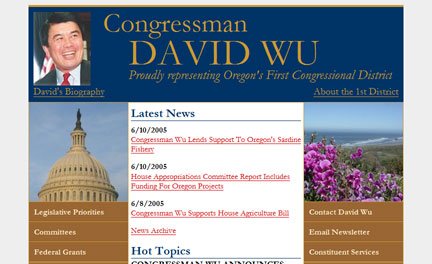 Congressman
DAVID WU
Proudly representing Oregon's First Congressional District
David's Biography
About the 1st District
Latest News
6/10/2005
Congressman Wu Lends Support To Oregon's Sardine
Fishery
6/10/2005
House Appropriations Committee Report Includes
Funding For Oregon Projects
6/8/2005
Congressman Wu Supports House Agriculture Bill
News Archive
Hot Topics
CONGRESSMAN WU ANNOUNCES
Legislative Priorities
Committees
Federal Grants
Contact David Wu
Email Newsletter
Constituent Services